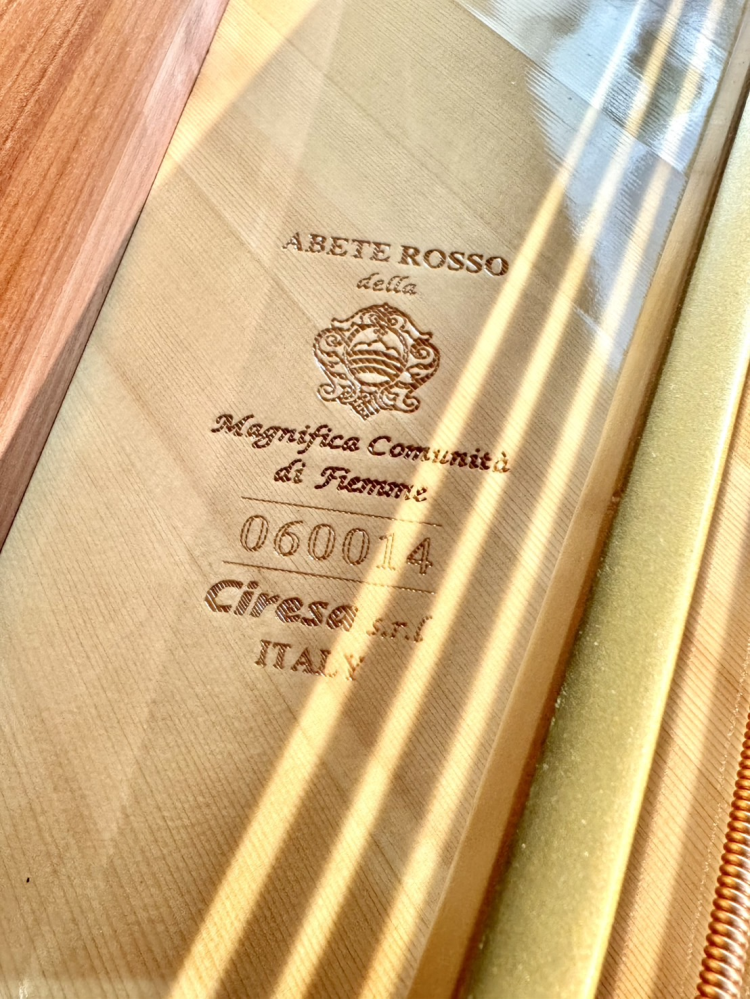 ABETE ROSSO
della
Magnifica Comunità
di Fiemme
060014
Ciresa s.r.l
ITALY